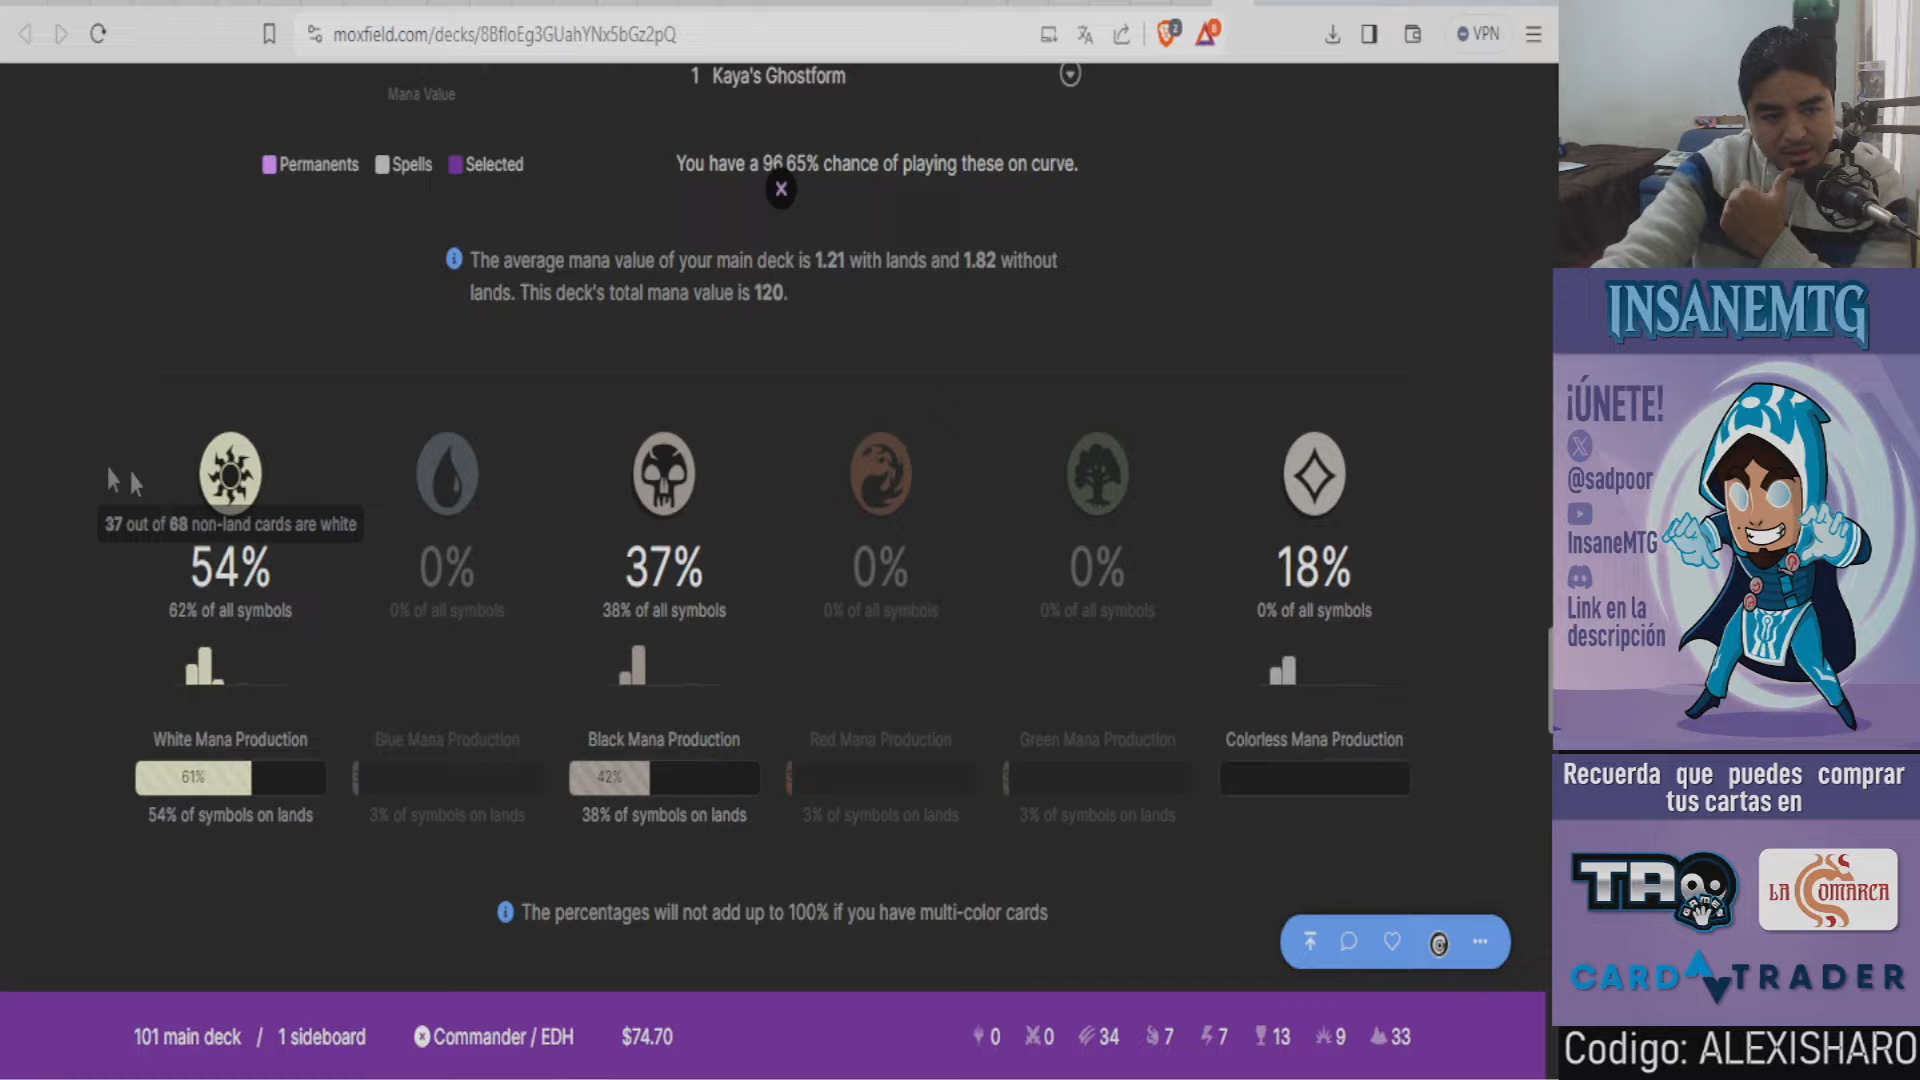 moxfield.com/decks/8BfloEg3GUahYNx5bGz2pQ
2
8
VPN
Mana Value
1 Kaya's Ghostform
Permanents Spells Selected
You have a 96.65% chance of playing these on curve.
X
The average mana value of your main deck is 1.21 with lands and 1.82 without
lands. This deck's total mana value is 120.
37 out of 68 non-land cards are white
54% 0% 37% 0% 0% 18%
62% of all symbols 0% of all symbols 38% of all symbols 0% of all symbols 0% of all symbols 0% of all symbols
White Mana Production Blue Mana Production Black Mana Production Red Mana Production Green Mana Production Colorless Mana Production
61% 42%
54% of symbols on lands 3% of symbols on lands 38% of symbols on lands 3% of symbols on lands 3% of symbols on lands
The percentages will not add up to 100% if you have multi-color cards
101 main deck / 1 sideboard Commander / EDH $74.70 0 0 34 7 7 13 9 33
INSANEMTG
¡ÚNETE!
@sadpoor
InsaneMTG
Link en la
descripción
Recuerda que puedes comprar
tus cartas en
TAO
GAMES
LA COMARCA
CARDTRADER
Codigo: ALEXISHARO